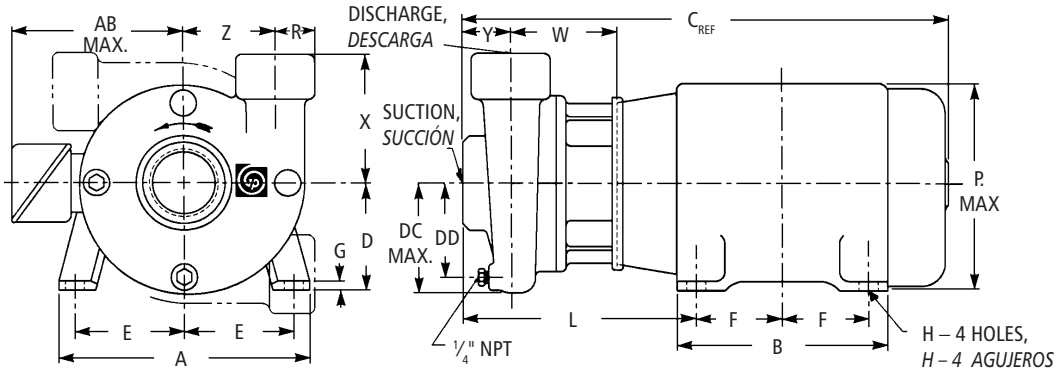 AB
MAX.
Z
R
DISCHARGE,
DESCARGA
C REF
Y
W
X
SUCTION,
SUCCIÓN
D
G
DC
MAX.
DD
P.
MAX
E
E
A
L
F
F
B
1/4" NPT
H – 4 HOLES,
H – 4 AGUJEROS